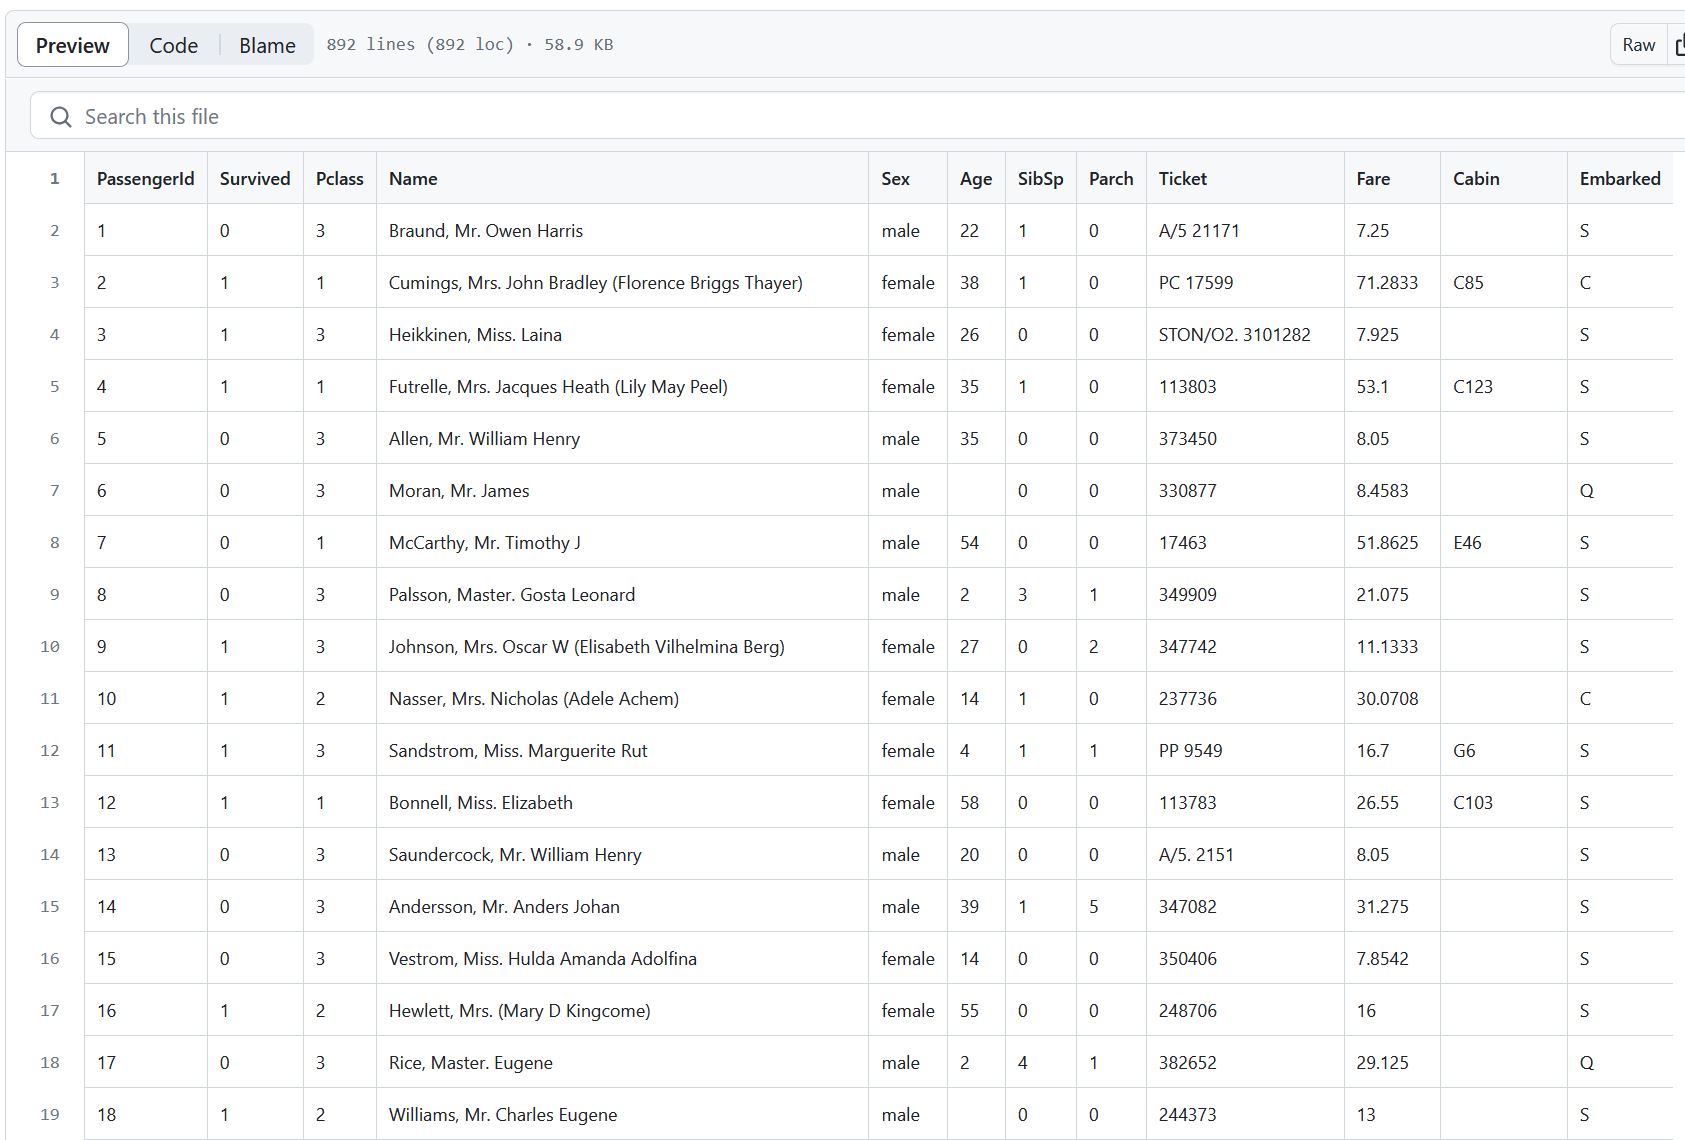 Preview Code Blame 892 lines (892 loc) · 58.9 KB Raw
Search this file
1 PassengerId Survived Pclass Name Sex Age SibSp Parch Ticket Fare Cabin Embarked
2 1 0 3 Braund, Mr. Owen Harris male 22 1 0 A/5 21171 7.25 S
3 2 1 1 Cumings, Mrs. John Bradley (Florence Briggs Thayer) female 38 1 0 PC 17599 71.2833 C85 C
4 3 1 3 Heikkinen, Miss. Laina female 26 0 0 STON/O2. 3101282 7.925 S
5 4 1 1 Futrelle, Mrs. Jacques Heath (Lily May Peel) female 35 1 0 113803 53.1 C123 S
6 5 0 3 Allen, Mr. William Henry male 35 0 0 373450 8.05 S
7 6 0 3 Moran, Mr. James male 0 0 330877 8.4583 Q
8 7 0 1 McCarthy, Mr. Timothy J male 54 0 0 17463 51.8625 E46 S
9 8 0 3 Palsson, Master. Gosta Leonard male 2 3 1 349909 21.075 S
10 9 1 3 Johnson, Mrs. Oscar W (Elisabeth Vilhelmina Berg) female 27 0 2 347742 11.1333 S
11 10 1 2 Nasser, Mrs. Nicholas (Adele Achem) female 14 1 0 237736 30.0708 C
12 11 1 3 Sandstrom, Miss. Marguerite Rut female 4 1 1 PP 9549 16.7 G6 S
13 12 1 1 Bonnell, Miss. Elizabeth female 58 0 0 113783 26.55 C103 S
14 13 0 3 Saundercock, Mr. William Henry male 20 0 0 A/5. 2151 8.05 S
15 14 0 3 Andersson, Mr. Anders Johan male 39 1 5 347082 31.275 S
16 15 0 3 Vestrom, Miss. Hulda Amanda Adolfina female 14 0 0 350406 7.8542 S
17 16 1 2 Hewlett, Mrs. (Mary D Kingcome) female 55 0 0 248706 16 S
18 17 0 3 Rice, Master. Eugene male 2 4 1 382652 29.125 Q
19 18 1 2 Williams, Mr. Charles Eugene male 0 0 244373 13 S